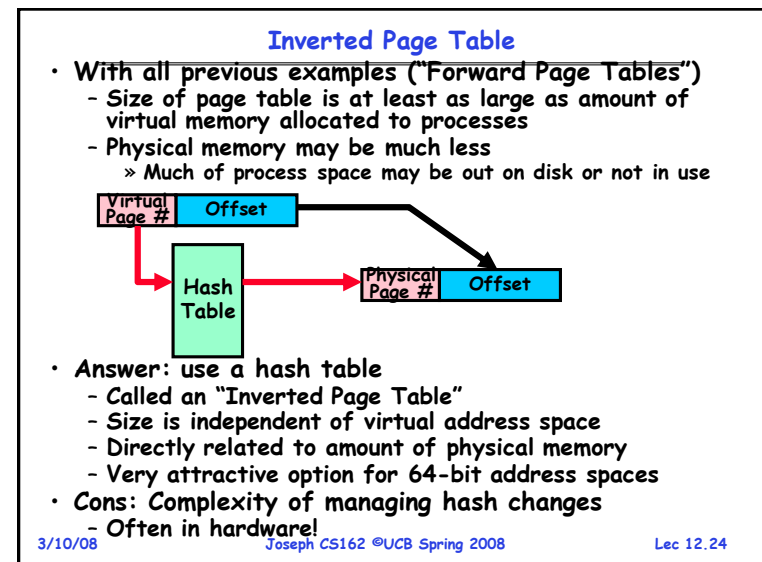 Inverted Page Table
• With all previous examples (“Forward Page Tables”)
– Size of page table is at least as large as amount of
virtual memory allocated to processes
– Physical memory may be much less
» Much of process space may be out on disk or not in use
Virtual
Page #
Offset
Hash
Table
Physical
Page #
Offset
• Answer: use a hash table
– Called an “Inverted Page Table”
– Size is independent of virtual address space
– Directly related to amount of physical memory
– Very attractive option for 64-bit address spaces
• Cons: Complexity of managing hash changes
– Often in hardware!
3/10/08
Joseph CS162 ©UCB Spring 2008
Lec 12.24